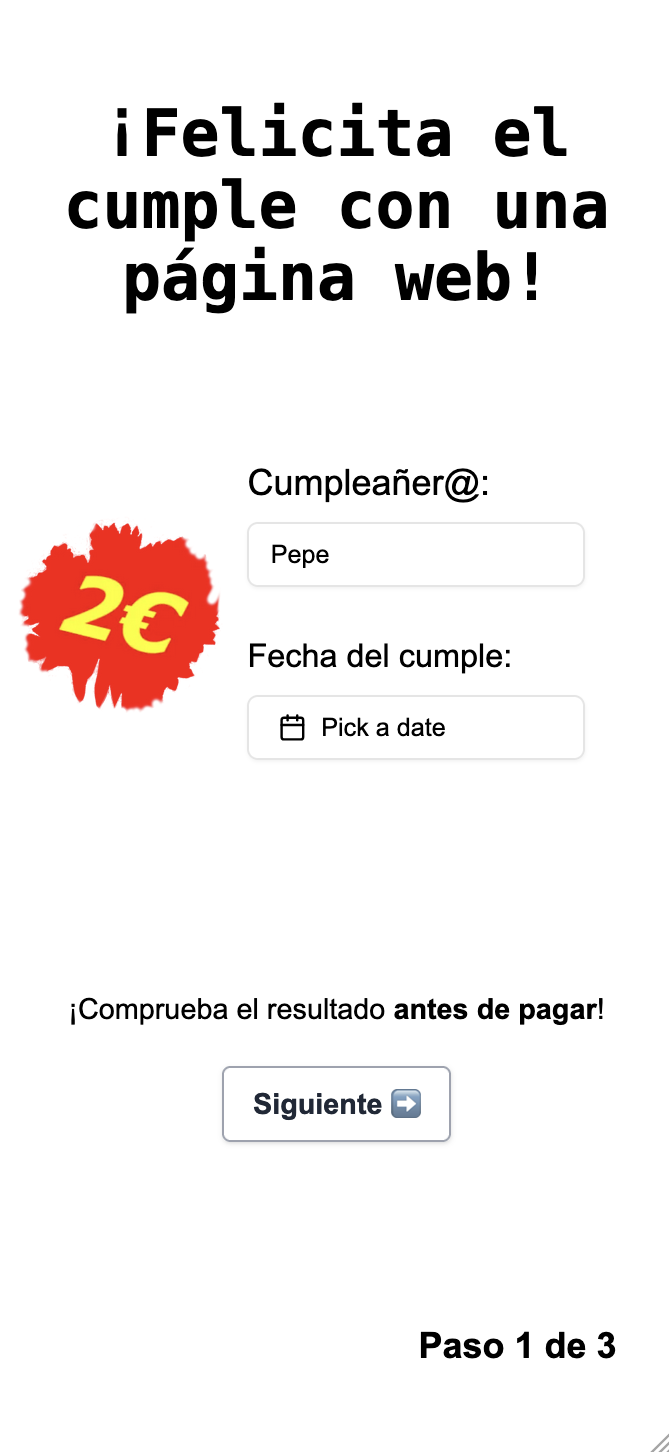 ¡Felicita el
cumple con una
página web!
Cumpleañer@:
Pepe
2€
Fecha del cumple:
Pick a date
¡Comprueba el resultado antes de pagar!
Siguiente ➡️
Paso 1 de 3